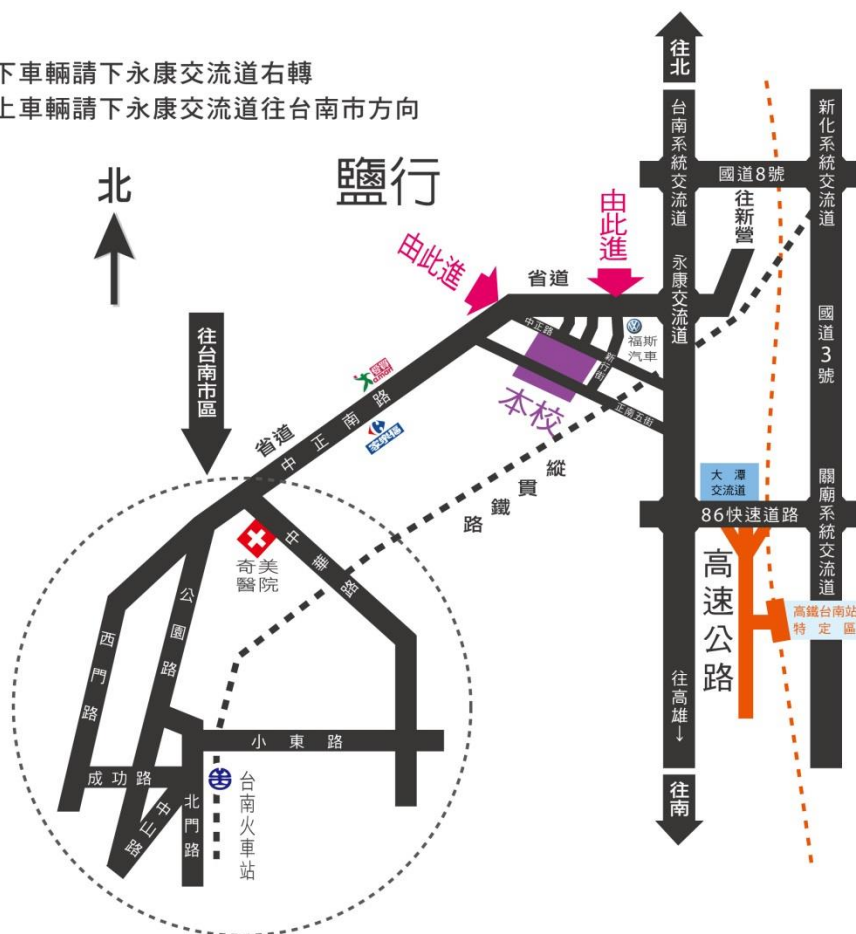 下車輛請下永康交流道右轉
上車輛請下永康交流道往台南市方向
往北
北
鹽行
台南系統交流道
新化系統交流道
國道8號
往新營
由此進
由此進
省道
永康交流道
國道3號
中正路
福斯
汽車
新行街
往台南市區
愛買
amart
家樂福
本校
正南五街
省道
中正南路
縱貫鐵路
大潭
交流道
86快速道路
關廟系統交流道
奇美
醫院
中華路
高速公路
高鐵台南站
特定區
公園路
西門路
往高雄↓
小東路
成功路
台南火車站
北門路
中山路
往南